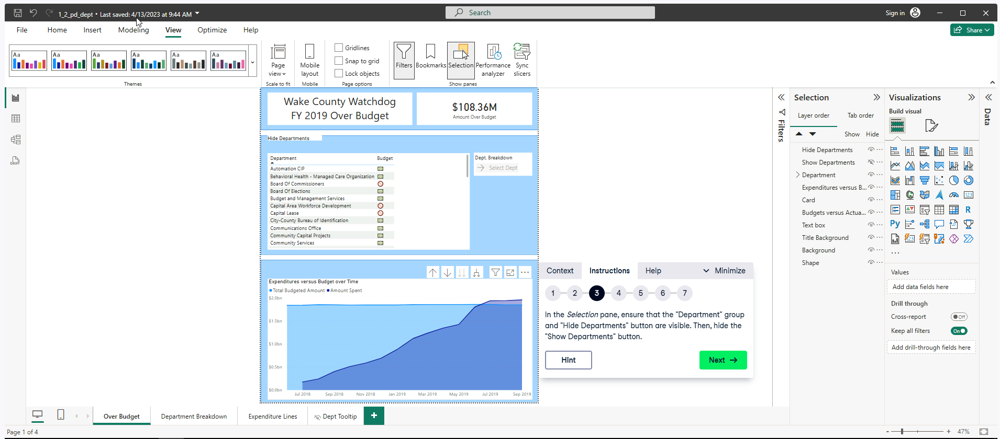 1_2_pd_dept • Last saved: 4/13/2023 at 9:44 AM
Search
Sign in
File Home Insert Modeling View Optimize Help
Share
Aa Aa Aa Aa Aa Aa
Themes
Page view
Scale to fit
Mobile layout
Mobile
Gridlines
Snap to grid
Lock objects
Page options
Filters
Bookmarks
Selection
Performance analyzer
Sync slicers
Show panes
Wake County Watchdog
FY 2019 Over Budget
$108.36M
Amount Over Budget
Hide Departments
Department Budget
Automation CIP
Behavioral Health - Managed Care Organization
Board Of Commissioners
Board Of Elections
Budget and Management Services
Capital Area Workforce Development
Capital Lease
City-County Bureau of Identification
Communications Office
Community Capital Projects
Community Services
Dept. Breakdown
Select Dept
Expenditures versus Budget over Time
Total Budgeted Amount Amount Spent
$2.0bn
$1.5bn
$1.0bn
$0.5bn
$0.0bn
Jul 2018 Sep 2018 Nov 2018 Jan 2019 Mar 2019 May 2019 Jul 2019 Sep 2019
Context Instructions Help Minimize
1 2 3 4 5 6 7
In the Selection pane, ensure that the "Department" group
and "Hide Departments" button are visible. Then, hide the
"Show Departments" button.
HInt
Next
Filters
Selection
Layer order Tab order
Show Hide
Hide Departments
Show Departments
Department
Expenditures versus B...
Card
Budgets versus Actua...
Text box
Title Background
Background
Shape
Visualizations
Build visual
123
R
Py
123
Values
Add data fields here
Drill through
Cross-report Off
Keep all filters On
Add drill-through fields here
Data
DAX
Over Budget Department Breakdown Expenditure Lines Dept Tooltip +
Page 1 of 4
- + 47%